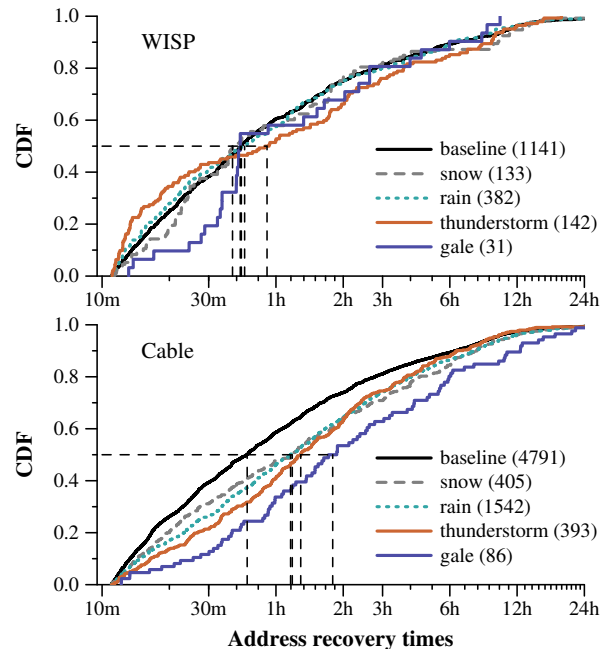 WISP
CDF
1.0
0.8
0.6
0.4
0.2
0.0
baseline (1141)
snow (133)
rain (382)
thunderstorm (142)
gale (31)
10m 30m 1h 2h 3h 6h 12h 24h
Cable
CDF
1.0
0.8
0.6
0.4
0.2
0.0
baseline (4791)
snow (405)
rain (1542)
thunderstorm (393)
gale (86)
10m 30m 1h 2h 3h 6h 12h 24h
Address recovery times